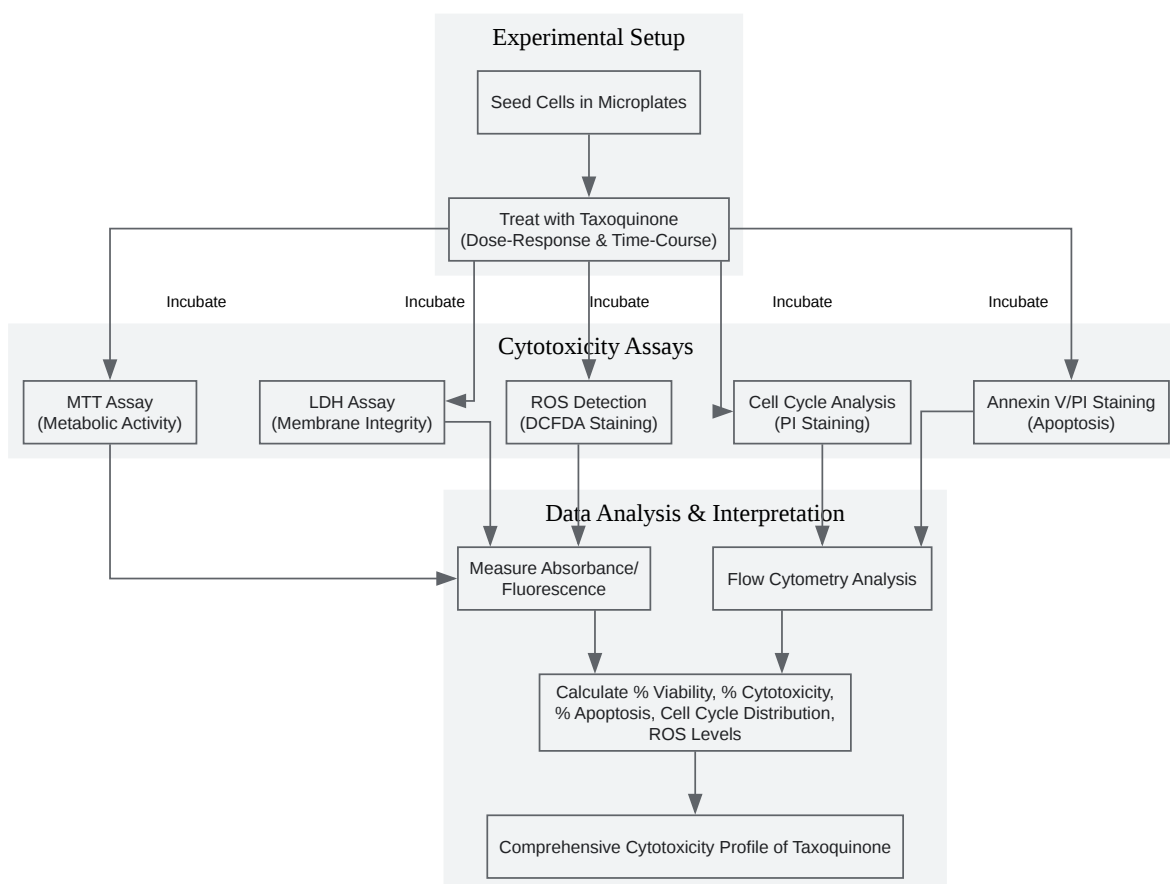 Experimental Setup
Seed Cells in Microplates
Treat with Taxoquinone
(Dose-Response & Time-Course)
Incubate
Incubate
Incubate
Incubate
Incubate
Cytotoxicity Assays
MTT Assay
(Metabolic Activity)
LDH Assay
(Membrane Integrity)
ROS Detection
(DCFDA Staining)
Cell Cycle Analysis
(PI Staining)
Annexin V/PI Staining
(Apoptosis)
Data Analysis & Interpretation
Measure Absorbance/
Fluorescence
Flow Cytometry Analysis
Calculate % Viability, % Cytotoxicity,
% Apoptosis, Cell Cycle Distribution,
ROS Levels
Comprehensive Cytotoxicity Profile of Taxoquinone